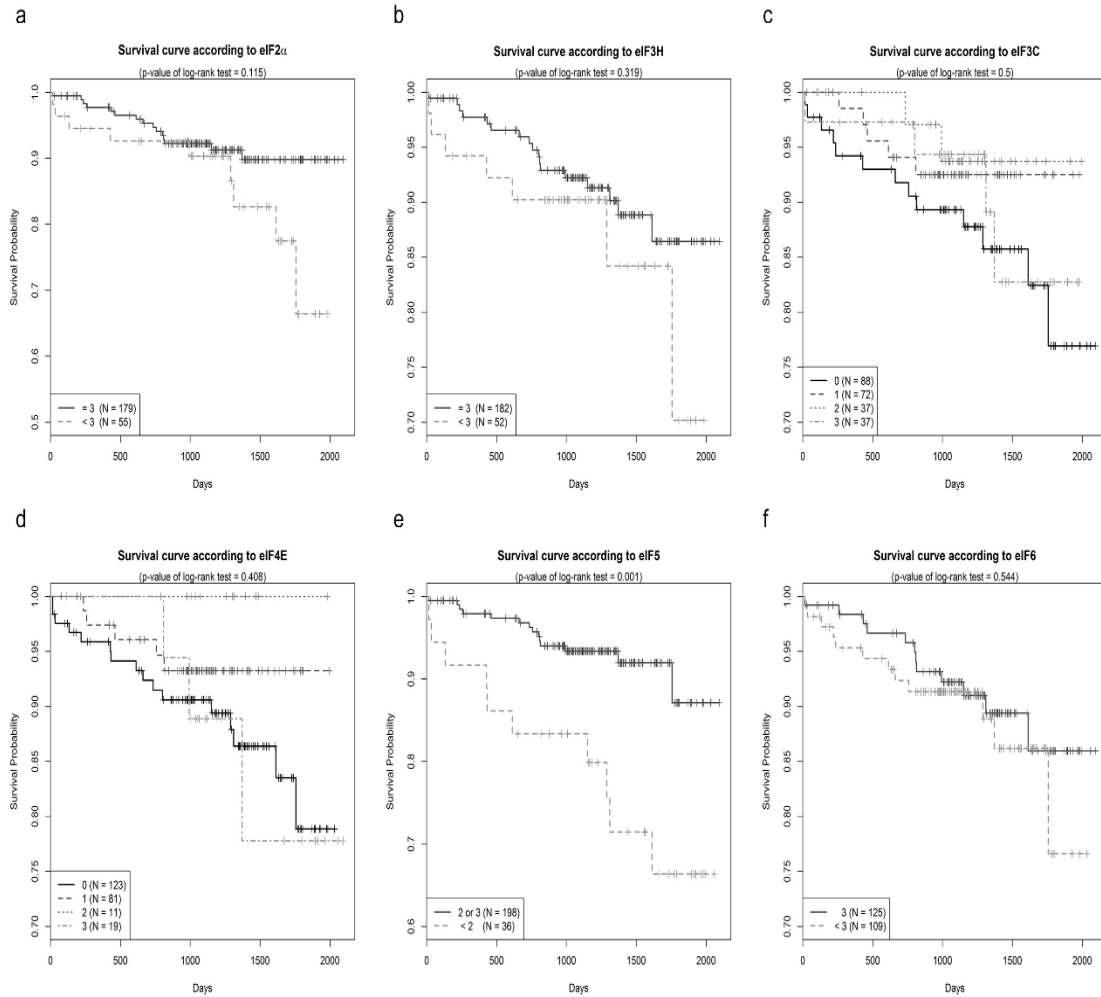 a
Survival curve according to eIF2α
(p-value of log-rank test = 0.115)
Survival Probability
1.0
0.9
0.8
0.7
0.6
0.5
= 3 (N = 179)
< 3 (N = 55)
0 500 1000 1500 2000
Days
b
Survival curve according to eIF3H
(p-value of log-rank test = 0.319)
Survival Probability
1.00
0.95
0.90
0.85
0.80
0.75
0.70
= 3 (N = 182)
< 3 (N = 52)
0 500 1000 1500 2000
Days
c
Survival curve according to eIF3C
(p-value of log-rank test = 0.5)
Survival Probability
1.00
0.95
0.90
0.85
0.80
0.75
0.70
0 (N = 88)
1 (N = 72)
2 (N = 37)
3 (N = 37)
0 500 1000 1500 2000
Days
d
Survival curve according to eIF4E
(p-value of log-rank test = 0.408)
Survival Probability
1.00
0.95
0.90
0.85
0.80
0.75
0.70
0 (N = 123)
1 (N = 81)
2 (N = 11)
3 (N = 19)
0 500 1000 1500 2000
Days
e
Survival curve according to eIF5
(p-value of log-rank test = 0.001)
Survival Probability
1.0
0.9
0.8
0.7
0.6
2 or 3 (N = 198)
< 2 (N = 36)
0 500 1000 1500 2000
Days
f
Survival curve according to eIF6
(p-value of log-rank test = 0.544)
Survival Probability
1.00
0.95
0.90
0.85
0.80
0.75
0.70
3 (N = 125)
< 3 (N = 109)
0 500 1000 1500 2000
Days